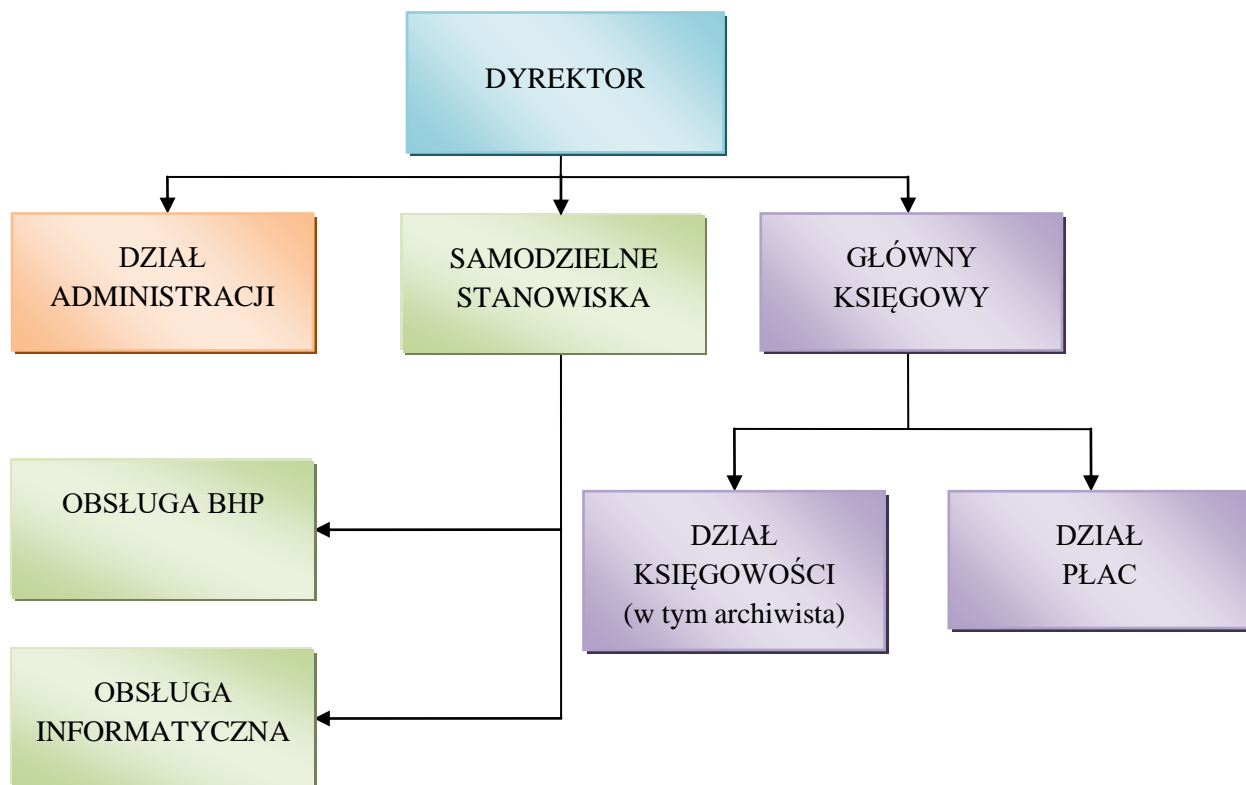 DYREKTOR
DZIAŁ
ADMINISTRACJI
SAMODZIELNE
STANOWISKA
GŁÓWNY
KSIĘGOWY
OBSŁUGA BHP
DZIAŁ
KSIĘGOWOŚCI
(w tym archiwista)
DZIAŁ
PŁAC
OBSŁUGA
INFORMATYCZNA